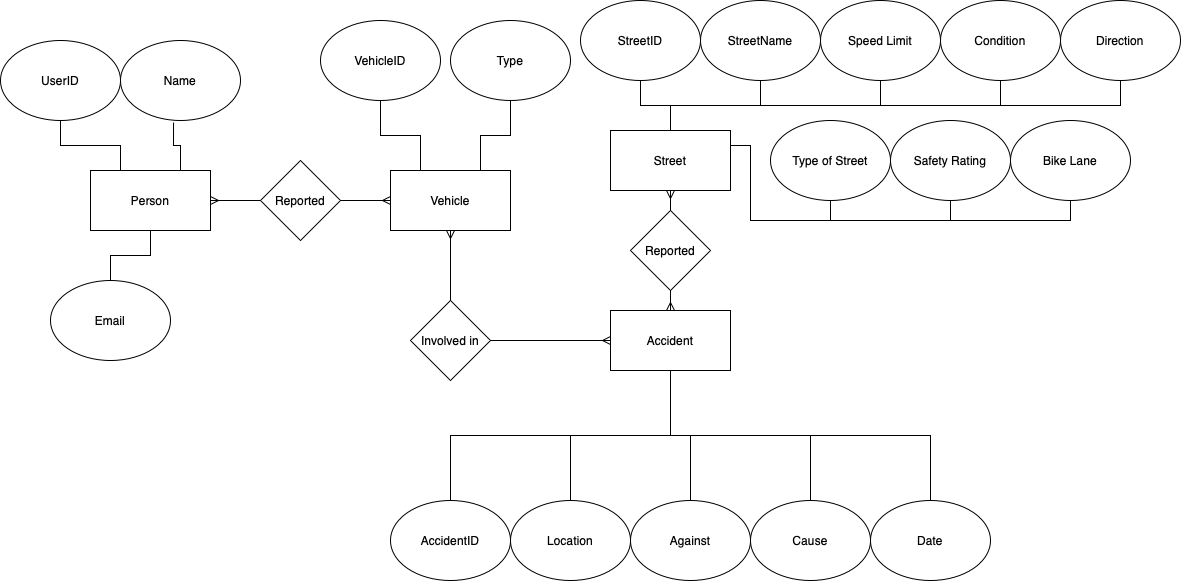 StreetID
StreetName
Speed Limit
Condition
Direction
VehicleID
Type
UserID
Name
Street
Type of Street
Safety Rating
Bike Lane
Person
Reported
Vehicle
Reported
Email
Involved in
Accident
AccidentID
Location
Against
Cause
Date